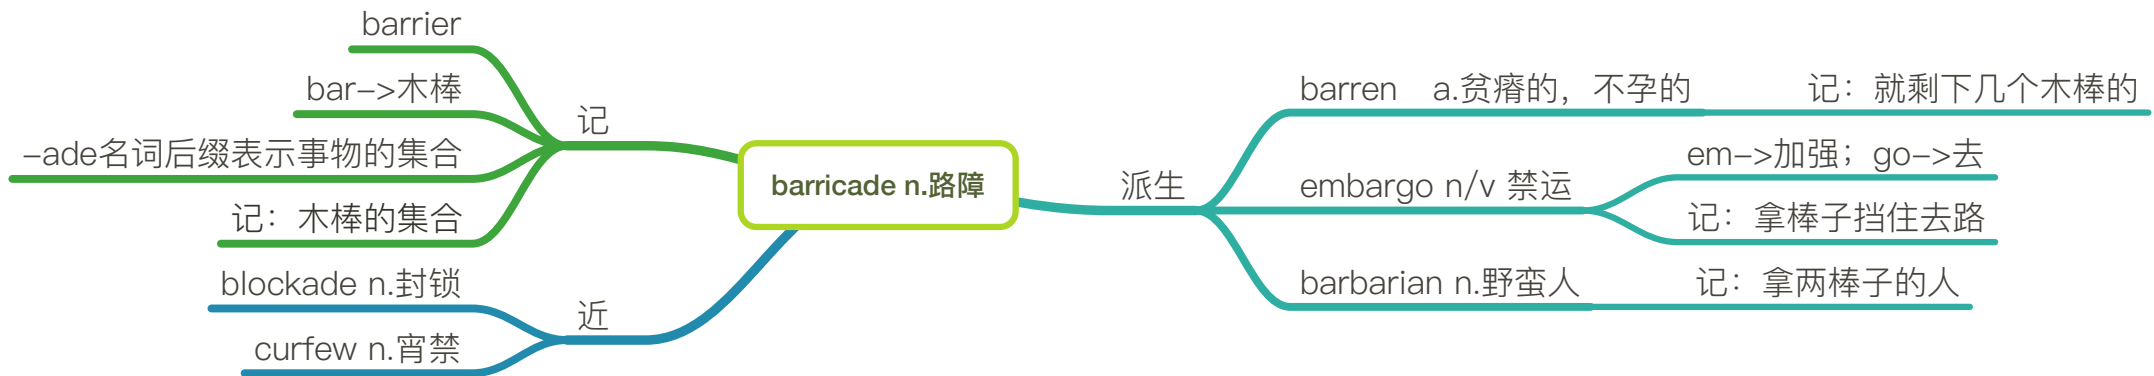 barrier
bar->木棒
记
-ade名词后缀表示事物的集合
记：木棒的集合
blockade n.封锁
近
curfew n.宵禁
barricade n.路障
派生
barren a.贫瘠的，不孕的
记：就剩下几个木棒的
embargo n/v 禁运
em->加强；go->去
记：拿棒子挡住去路
barbarian n.野蛮人
记：拿两棒子的人